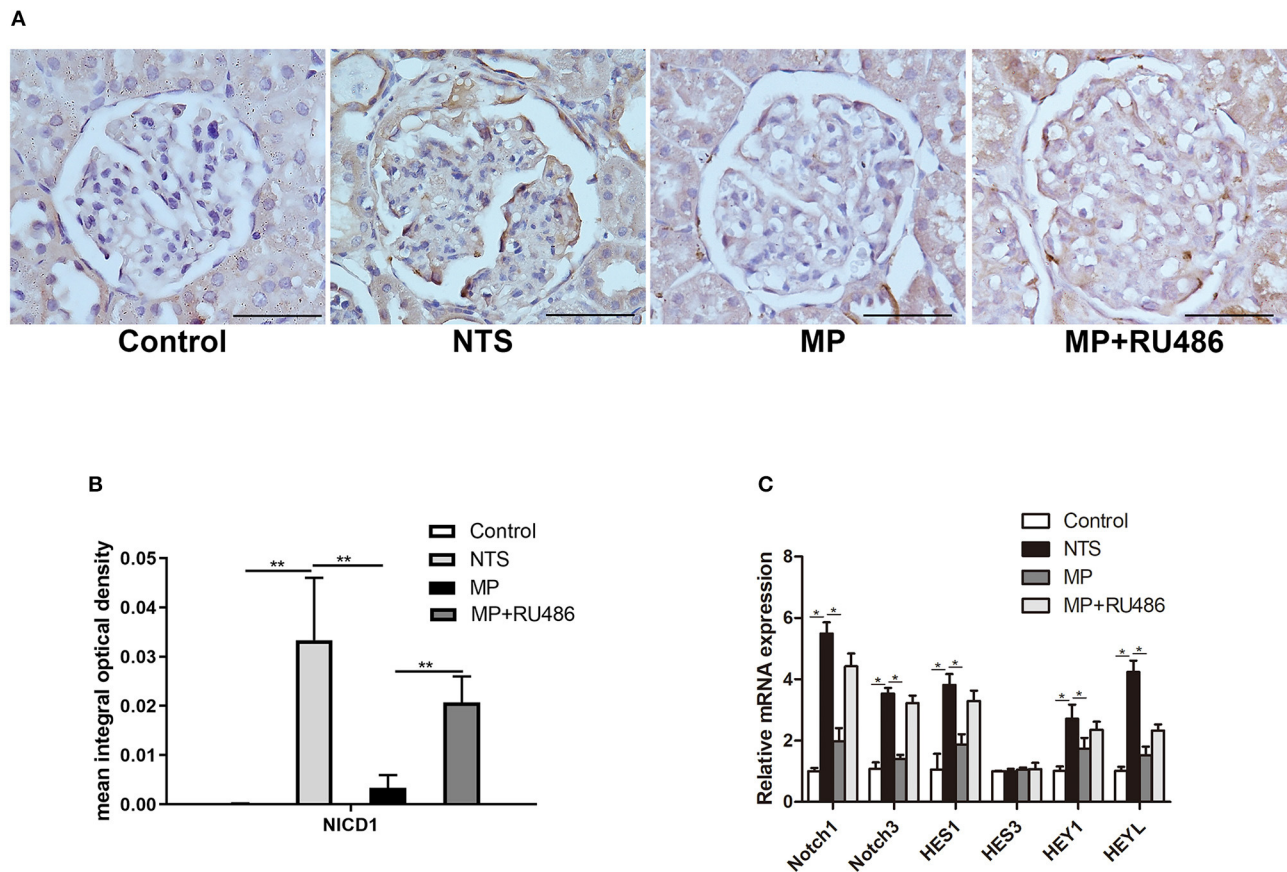 A
Control
NTS
MP
MP+RU486
B
mean integral optical density
0.05
0.04
0.03
0.02
0.01
0.00
**
**
**
NICD1
Control
NTS
MP
MP+RU486
C
Relative mRNA expression
8
6
4
2
0
* *
* *
* *
* *
* *
Notch1
Notch3
HES1
HES3
HEY1
HEYL
Control
NTS
MP
MP+RU486